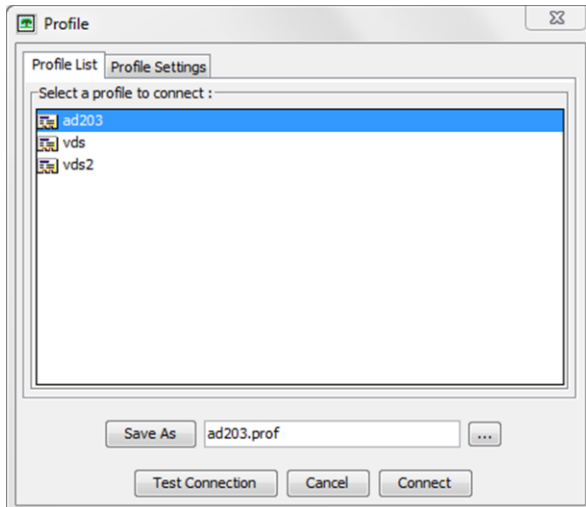 Profile
Profile List Profile Settings
Select a profile to connect :
ad203
vds
vds2
Save As ad203.prof ...
Test Connection Cancel Connect